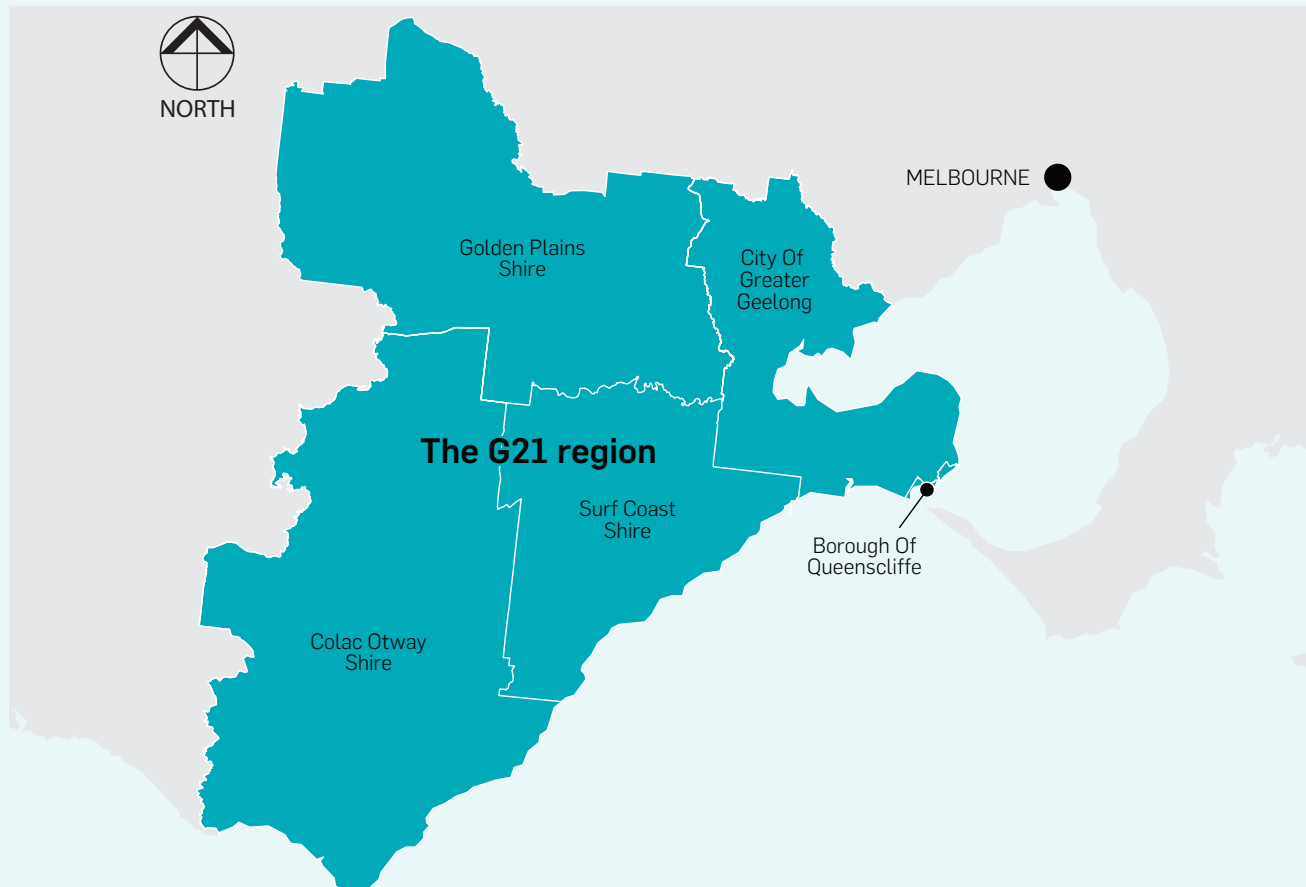 NORTH
MELBOURNE
Golden Plains
Shire
City Of
Greater
Geelong
The G21 region
Surf Coast
Shire
Borough Of
Queenscliffe
Colac Otway
Shire